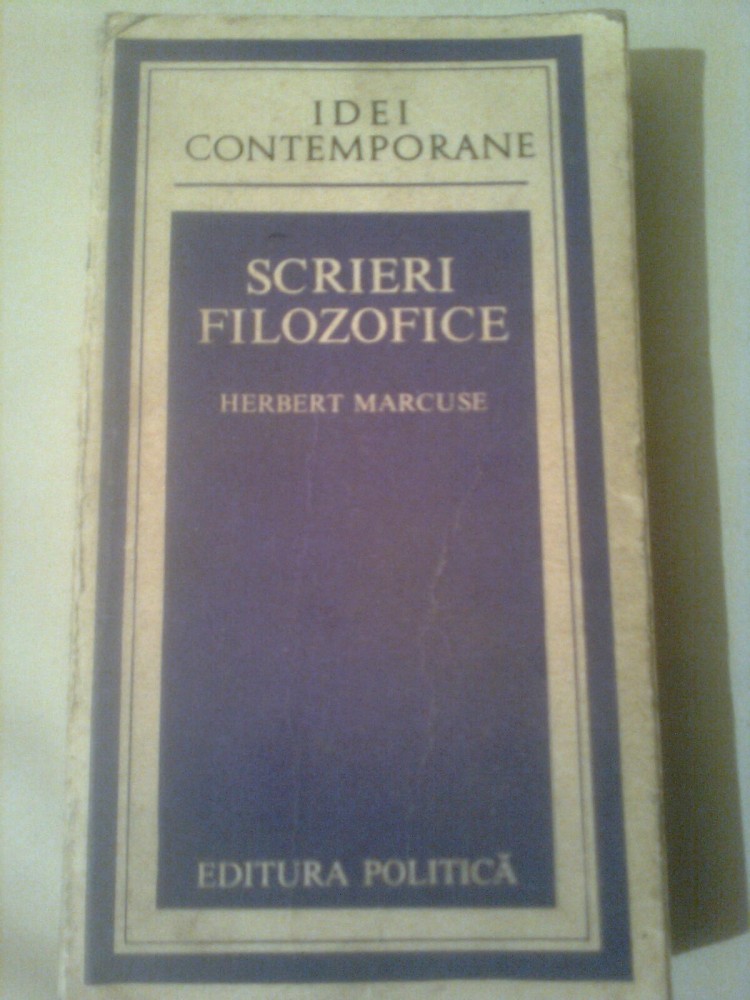 IDEI
CONTEMPORANE
SCRIERI
FILOZOFICE
HERBERT MARCUSE
EDITURA POLITICĂ